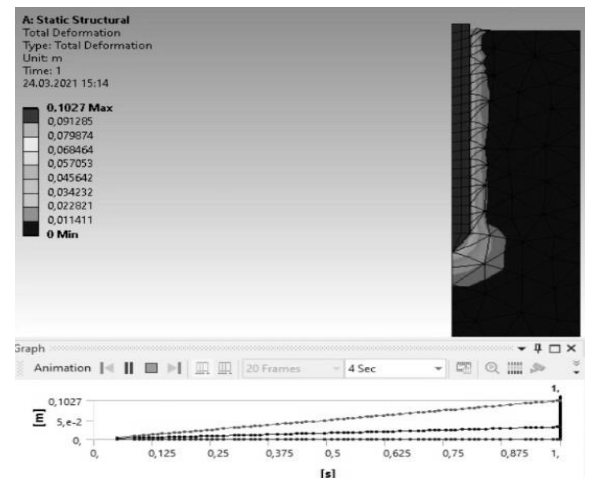 A: Static Structural
Total Deformation
Type: Total Deformation
Unit: m
Time: 1
24.03.2021 15:14
0.1027 Max
0,091285
0,079874
0,068464
0,057053
0,045642
0,034232
0,022821
0,011411
0 Min
Graph
Animation 20 Frames 4 Sec
1,
0,1027
5,e-2
0,
[m]
0, 0,125 0,25 0,375 0,5 0,625 0,75 0,875 1,
[s]